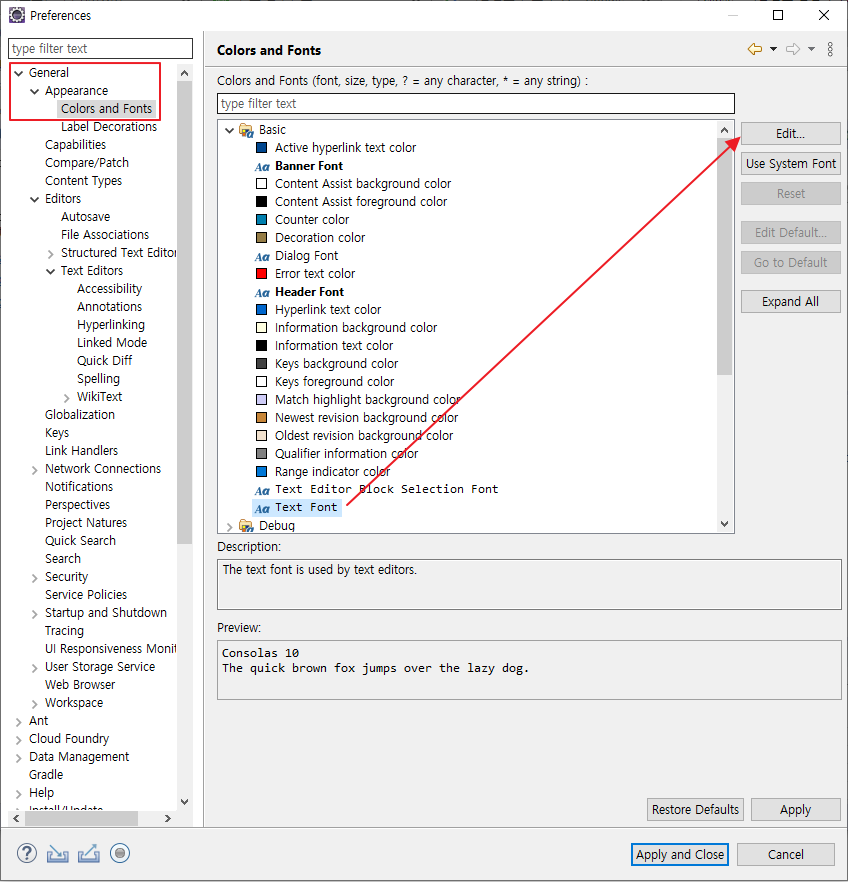 Preferences
type filter text
General
Appearance
Colors and Fonts
Label Decorations
Capabilities
Compare/Patch
Content Types
Editors
Autosave
File Associations
Structured Text Editor
Text Editors
Accessibility
Annotations
Hyperlinking
Linked Mode
Quick Diff
Spelling
WikiText
Globalization
Keys
Link Handlers
Network Connections
Notifications
Perspectives
Project Natures
Quick Search
Search
Security
Service Policies
Startup and Shutdown
Tracing
UI Responsiveness Monit
User Storage Service
Web Browser
Workspace
Ant
Cloud Foundry
Data Management
Gradle
Help
Install/Update
Colors and Fonts
Colors and Fonts (font, size, type, ? = any character, * = any string) :
type filter text
Basic
Active hyperlink text color
Aa Banner Font
Content Assist background color
Content Assist foreground color
Counter color
Decoration color
Aa Dialog Font
Error text color
Aa Header Font
Hyperlink text color
Information background color
Information text color
Keys background color
Keys foreground color
Match highlight background color
Newest revision background color
Oldest revision background color
Qualifier information color
Range indicator color
Aa Text Editor Block Selection Font
Aa Text Font
Debug
Edit...
Use System Font
Reset
Edit Default...
Go to Default
Expand All
Description:
The text font is used by text editors.
Preview:
Consolas 10
The quick brown fox jumps over the lazy dog.
Restore Defaults
Apply
?
Apply and Close
Cancel